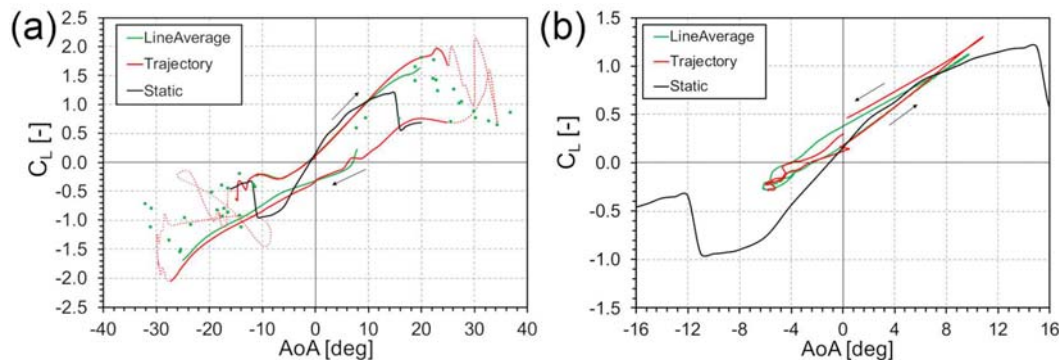 (a)
2.5
2.0
1.5
1.0
0.5
0.0
-0.5
-1.0
-1.5
-2.0
-2.5
CL [-]
LineAverage
Trajectory
Static
-40 -30 -20 -10 0 10 20 30 40
AoA [deg]
(b)
1.5
1.0
0.5
0.0
-0.5
-1.0
-1.5
CL [-]
LineAverage
Trajectory
Static
-16 -12 -8 -4 0 4 8 12 16
AoA [deg]